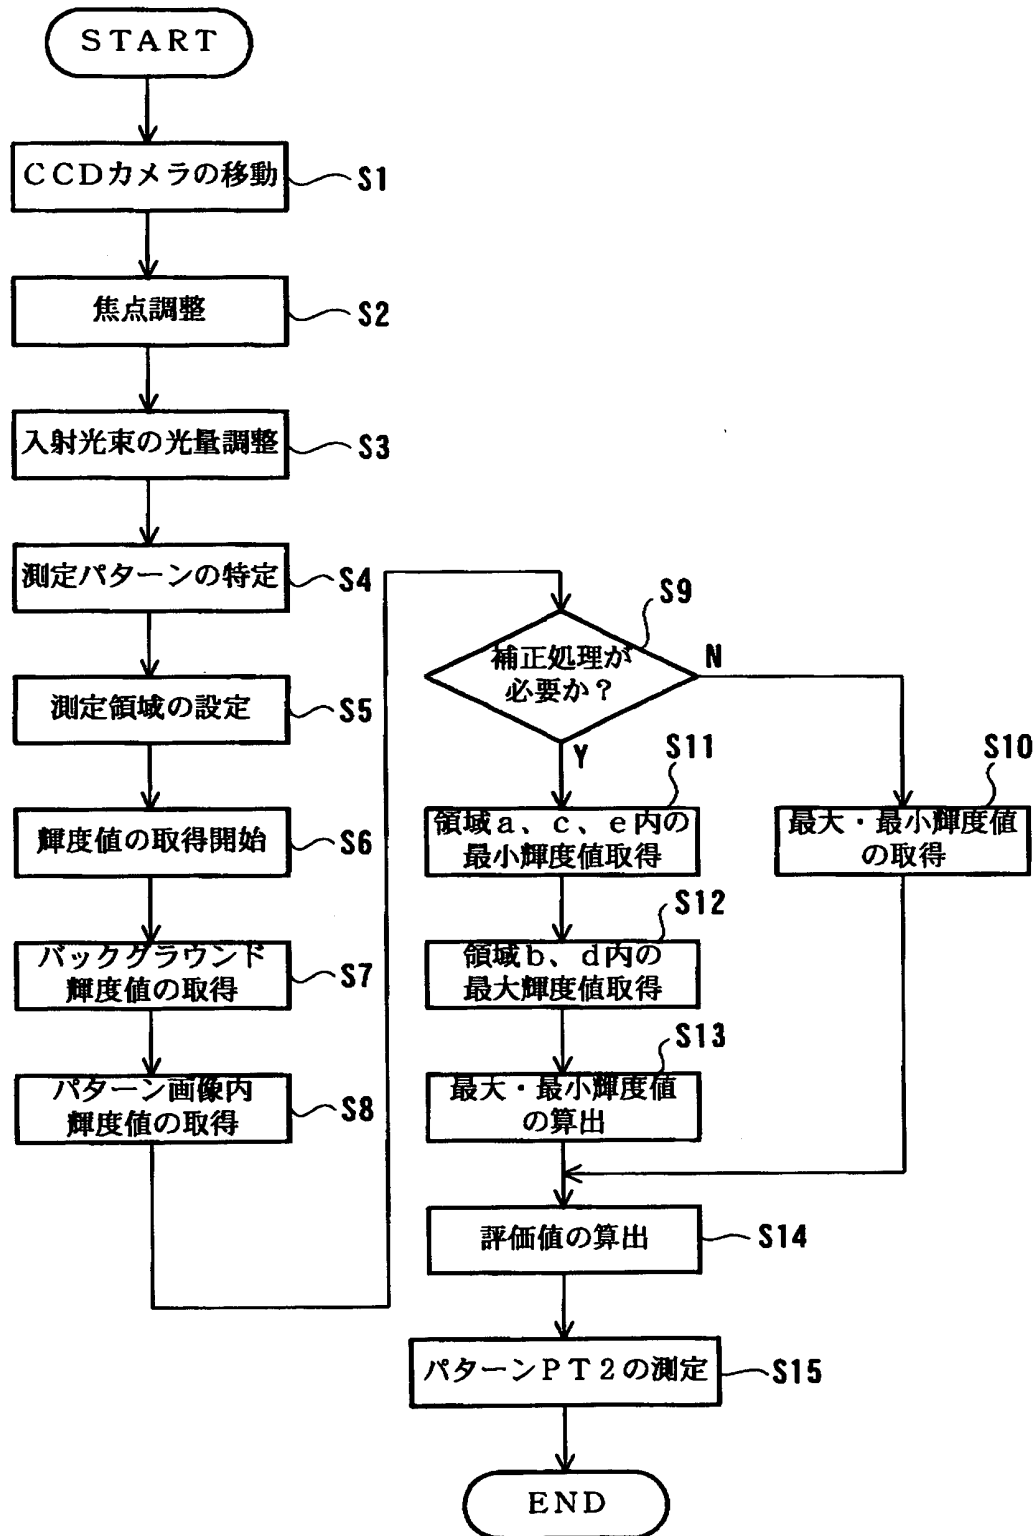 START
CCDカメラの移動
S1
焦点調整
S2
入射光束の光量調整
S3
測定パターンの特定
S4
測定領域の設定
S5
輝度値の取得開始
S6
バックグラウンド
輝度値の取得
S7
パターン画像内
輝度値の取得
S8
S9
補正処理が
必要か？
N
Y
S10
最大・最小輝度値
の取得
S11
領域a、c、e内の
最小輝度値取得
S12
領域b、d内の
最大輝度値取得
S13
最大・最小輝度値
の算出
評価値の算出
S14
パターンPT2の測定
S15
END